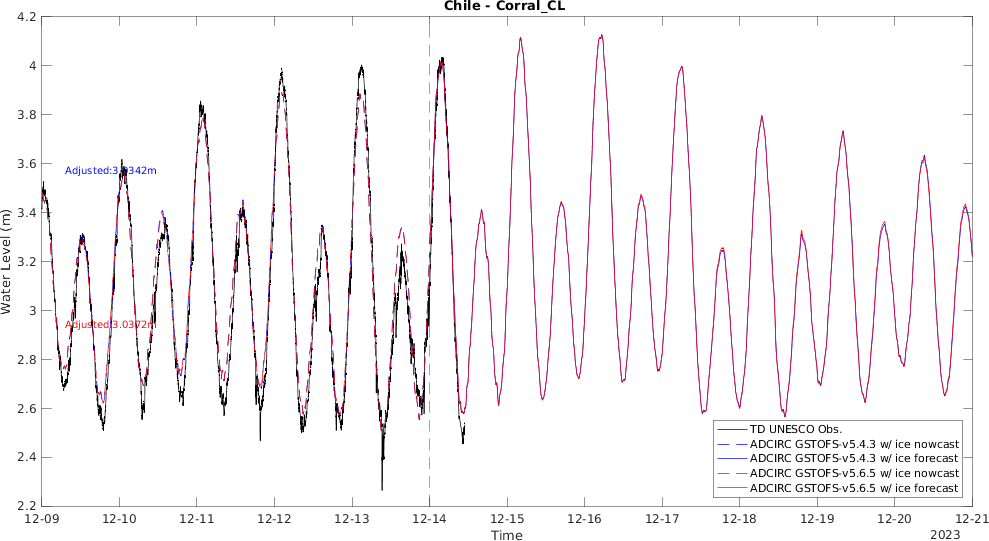 Chile - Corral_CL
Water Level (m)
4.2
4
3.8
3.6
3.4
3.2
3
2.8
2.6
2.4
2.2
Adjusted:3.0342m
Adjusted:3.0372m
TD UNESCO Obs.
ADCIRC GSTOFS-v5.4.3 w/ ice nowcast
ADCIRC GSTOFS-v5.4.3 w/ ice forecast
ADCIRC GSTOFS-v5.6.5 w/ ice nowcast
ADCIRC GSTOFS-v5.6.5 w/ ice forecast
12-09 12-10 12-11 12-12 12-13 12-14 12-15 12-16 12-17 12-18 12-19 12-20 12-21
Time
2023